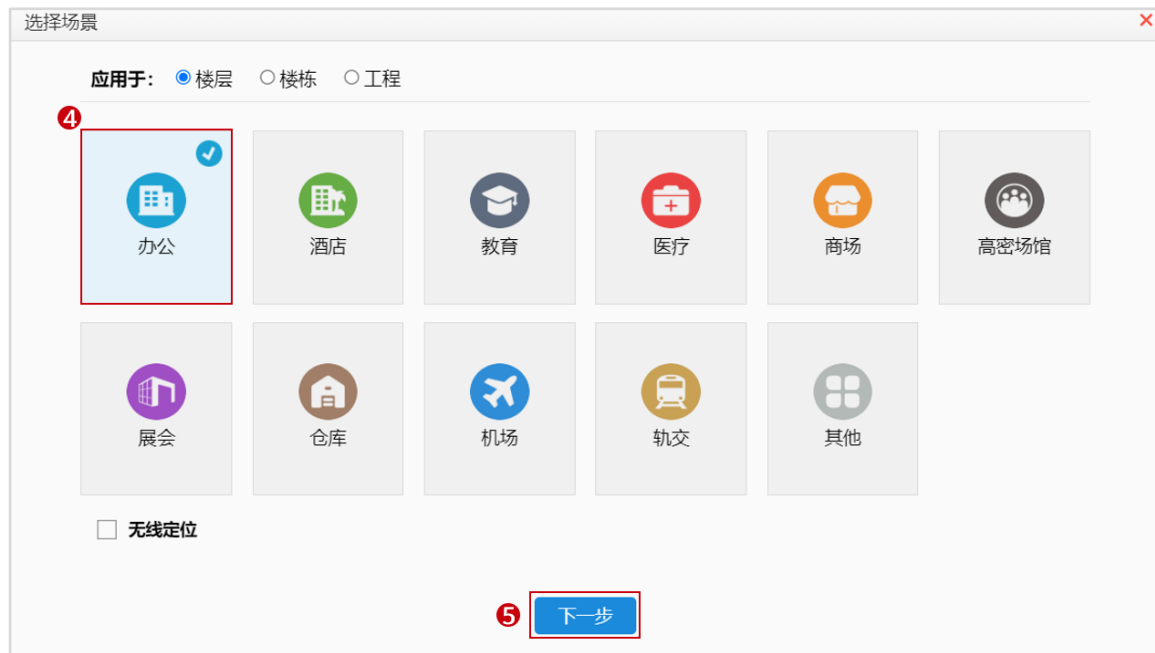 选择场景
应用于： 楼层 楼栋 工程
4
办公 酒店 教育 医疗 商场 高密场馆
展会 仓库 机场 轨交 其他
无线定位
5 下一步